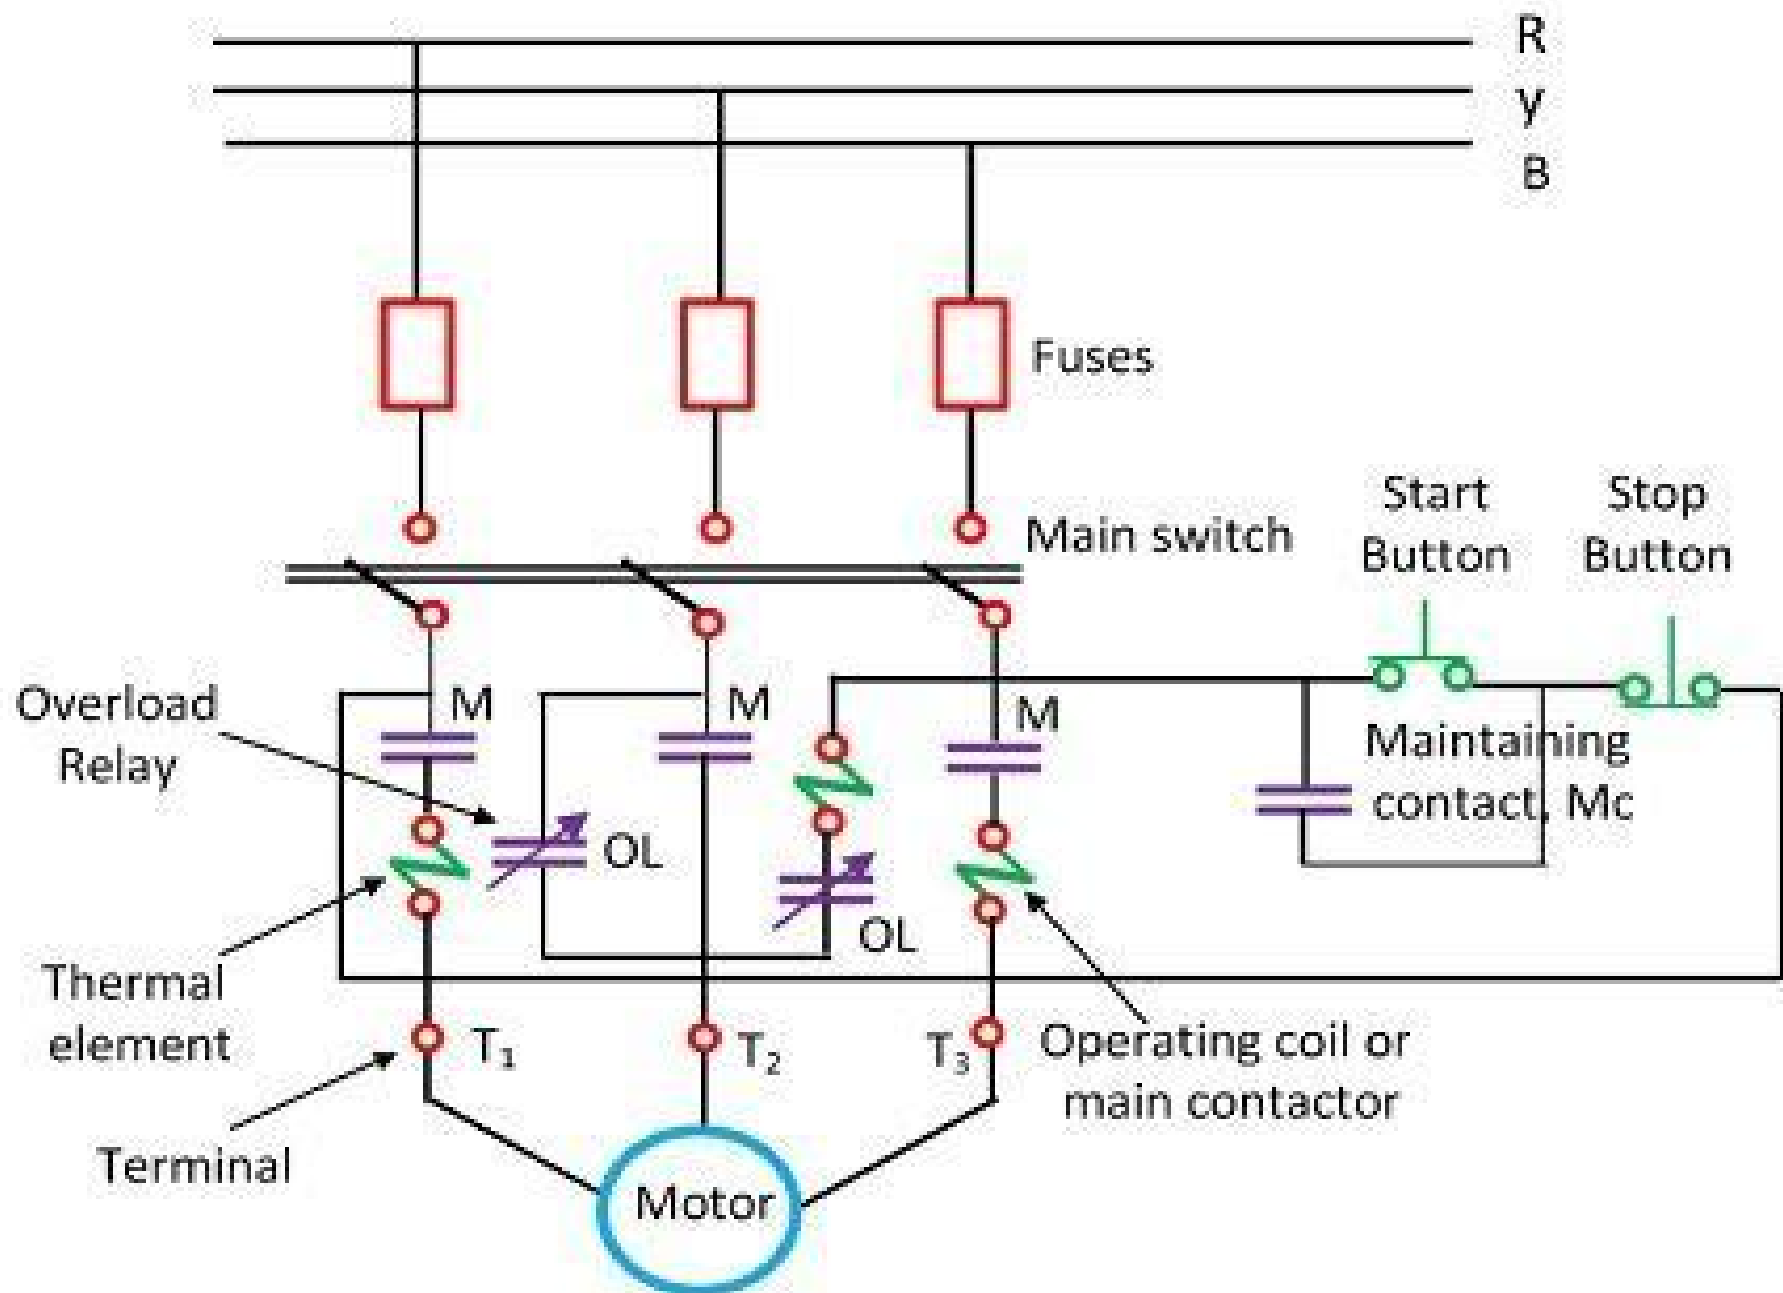 R
y
B
Fuses
Main switch
Start
Button
Stop
Button
Overload
Relay
M
M
M
Maintaining
contact, Mc
OL
OL
Thermal
element
T₁
T₂
T₃
Operating coil or
main contactor
Terminal
Motor